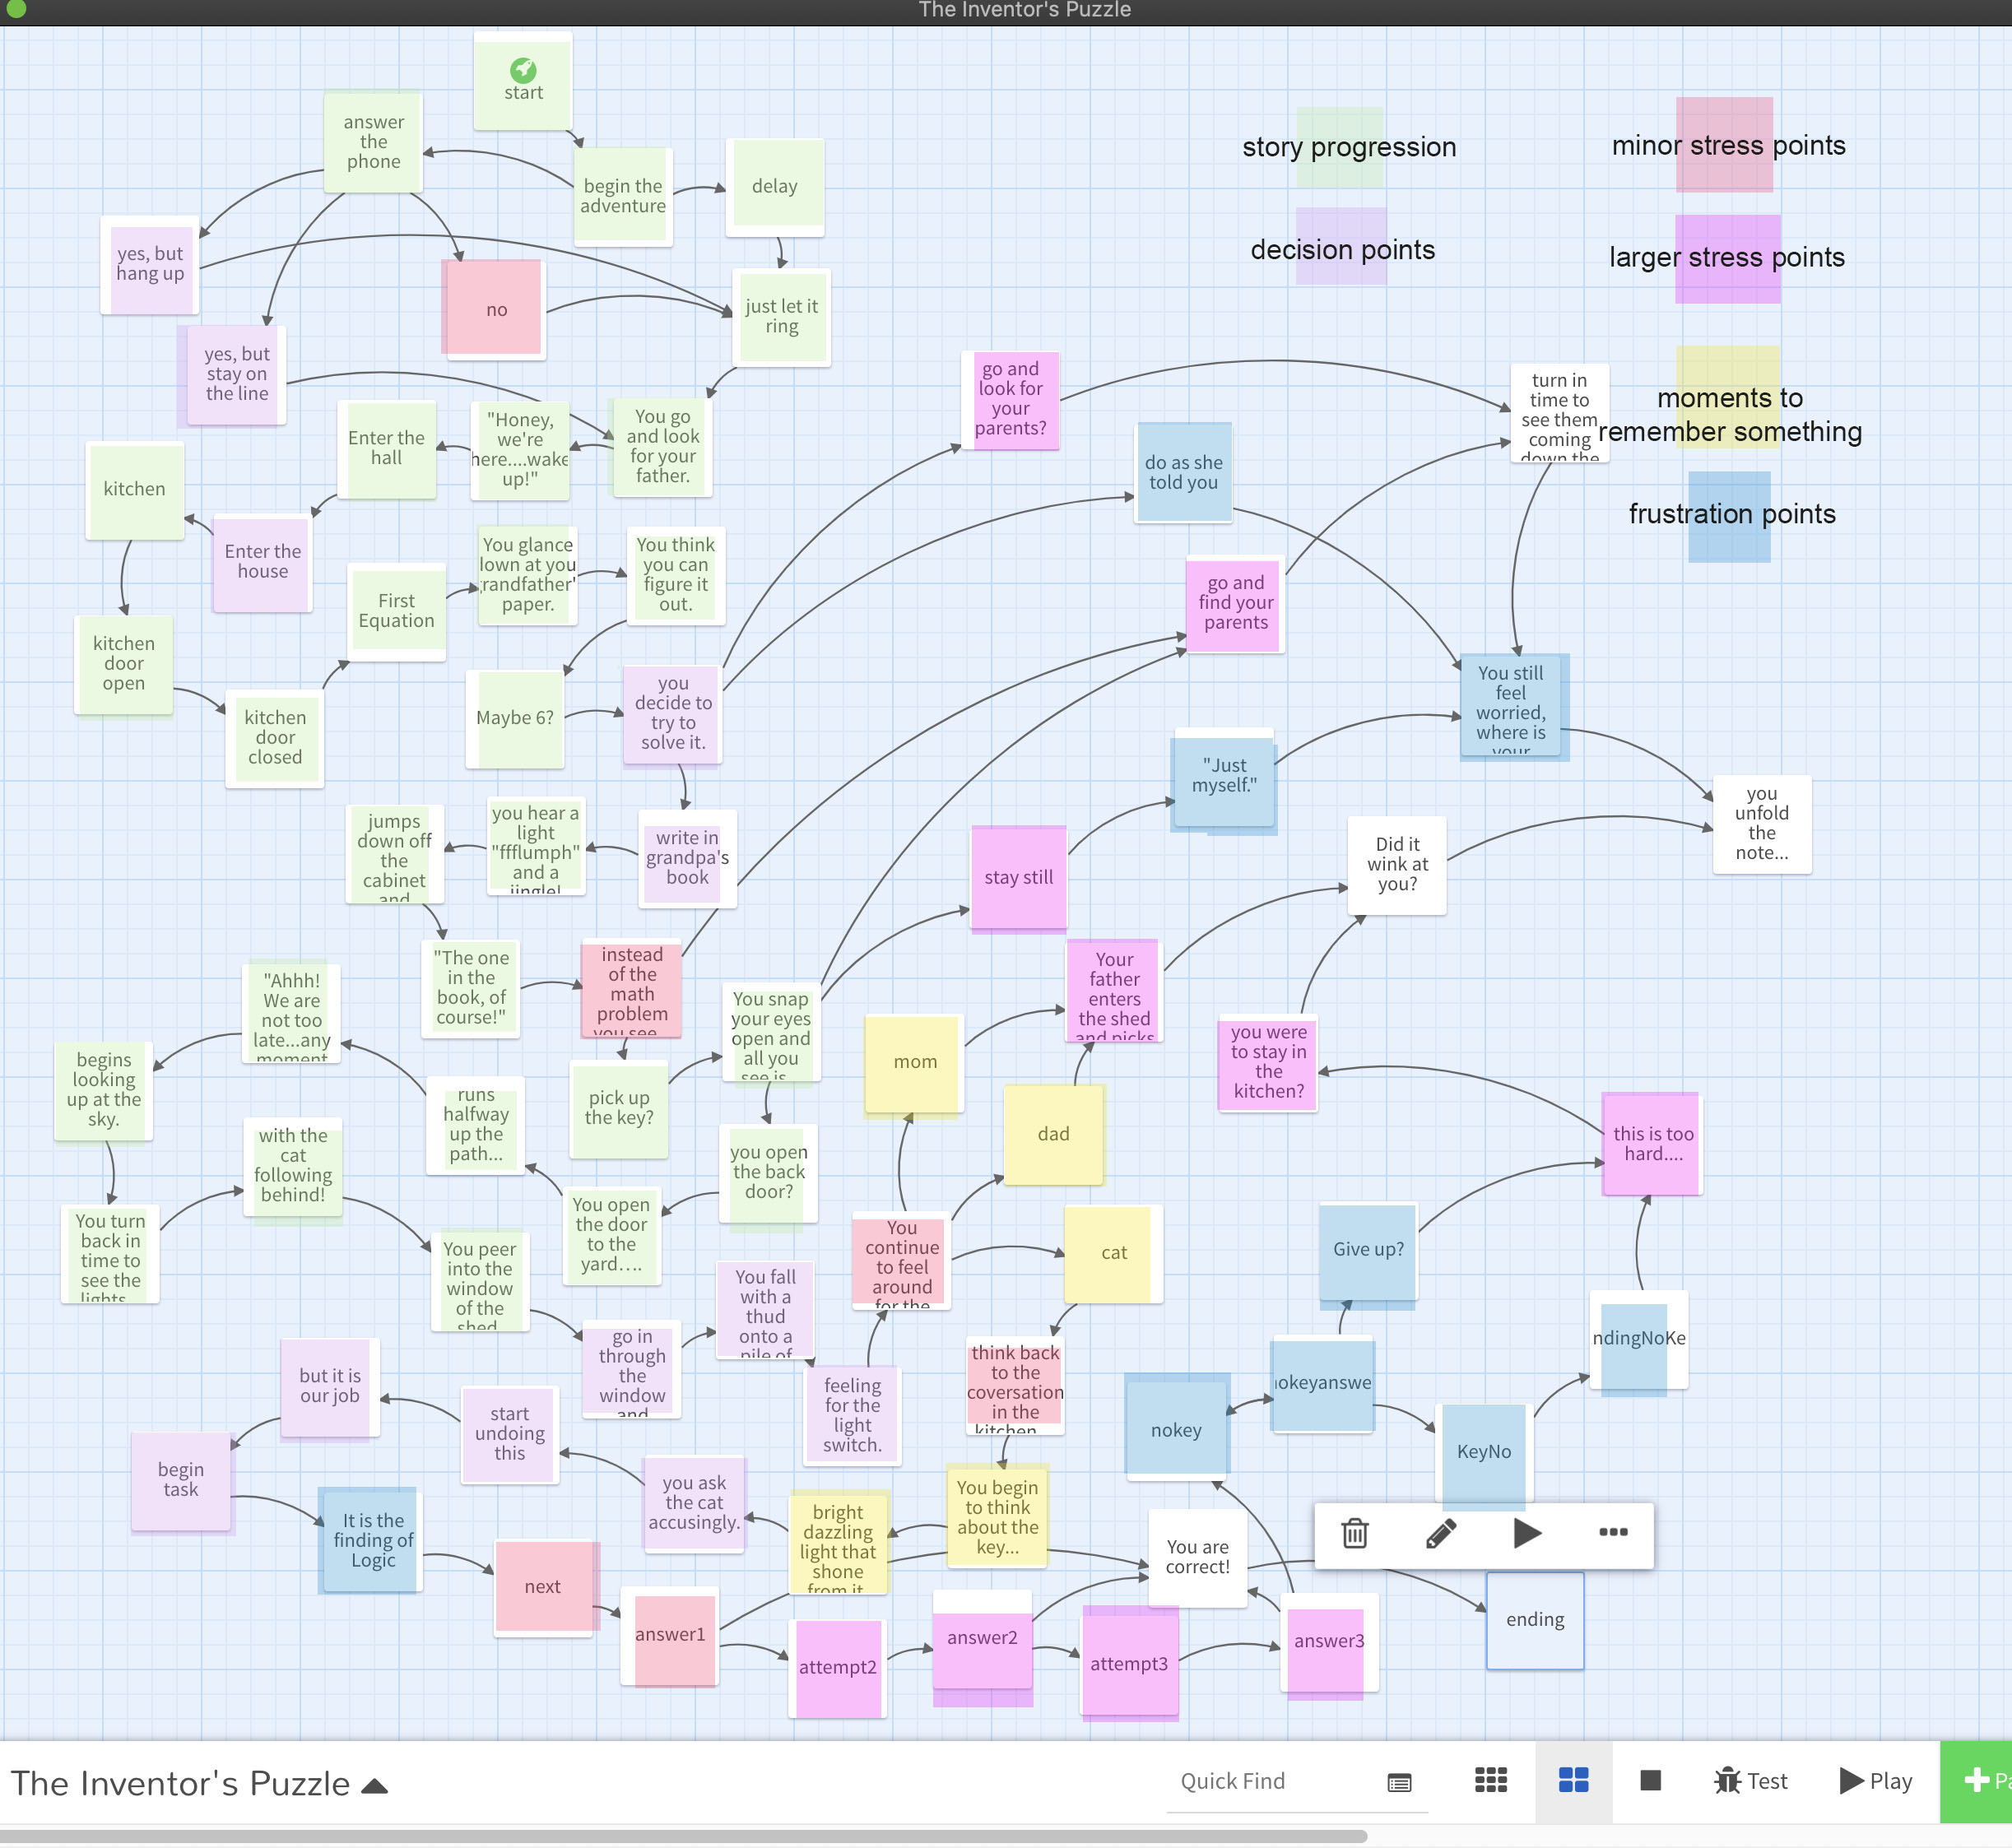 The Inventor's Puzzle
start
answer
the
phone
begin the
adventure
delay
story progression
minor stress points
yes, but
hang up
decision points
larger stress points
no
just let it
ring
yes, but
stay on
the line
go and
look for
your
parents?
turn in
time to
see them
coming
down the
moments to
remember something
Enter the
hall
"Honey,
we're
here....wake
up!"
You go
and look
for your
father.
do as she
told you
kitchen
frustration points
Enter the
house
You glance
down at you
grandfather'
paper.
You think
you can
figure it
out.
First
Equation
go and
find your
parents
kitchen
door
open
kitchen
door
closed
Maybe 6?
you
decide to
try to
solve it.
You still
feel
worried,
where is
your
"Just
myself."
you
unfold
the
note...
jumps
down off
the
cabinet
and
you hear a
light
"ffflumph"
and a
jingle!
write in
grandpa's
book
stay still
Did it
wink at
you?
"The one
in the
book, of
course!"
instead
of the
math
problem
you see
"Ahhh!
We are
not too
late...any
moment
You snap
your eyes
open and
all you
see is
Your
father
enters
the shed
and picks
begins
looking
up at the
sky.
mom
you were
to stay in
the
kitchen?
runs
halfway
up the
path...
pick up
the key?
dad
this is too
hard....
with the
cat
following
behind!
you open
the back
door?
You turn
back in
time to
see the
lights
You open
the door
to the
yard....
You
continue
to feel
around
for the
cat
Give up?
You peer
into the
window
of the
shed
You fall
with a
thud
onto a
pile of
go in
through
the
window
and
ndingNoKe
but it is
our job
feeling
for the
light
switch.
think back
to the
coversation
in the
kitchen
nokey
okeyanswe
KeyNo
start
undoing
this
begin
task
you ask
the cat
accusingly.
You begin
to think
about the
key...
bright
dazzling
light that
shone
from it
It is the
finding of
Logic
You are
correct!
next
ending
answer1
attempt2
answer2
attempt3
answer3
The Inventor's Puzzle
Quick Find
Test
Play
Pa